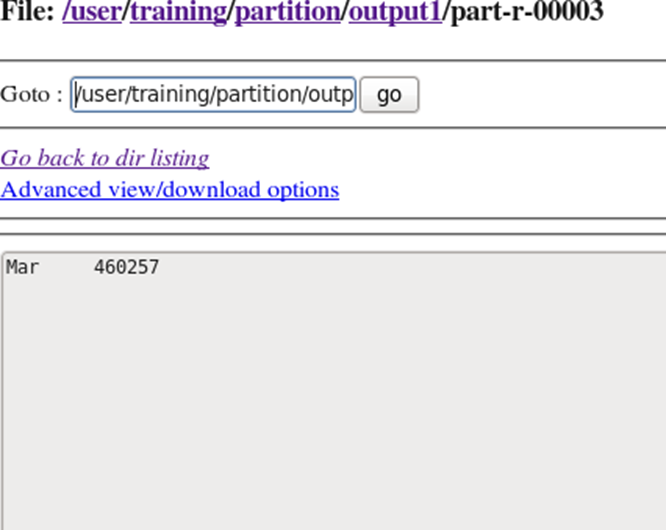 File: /user/training/partition/output1/part-r-00003
Goto : /user/training/partition/outp go
Go back to dir listing
Advanced view/download options
Mar 460257